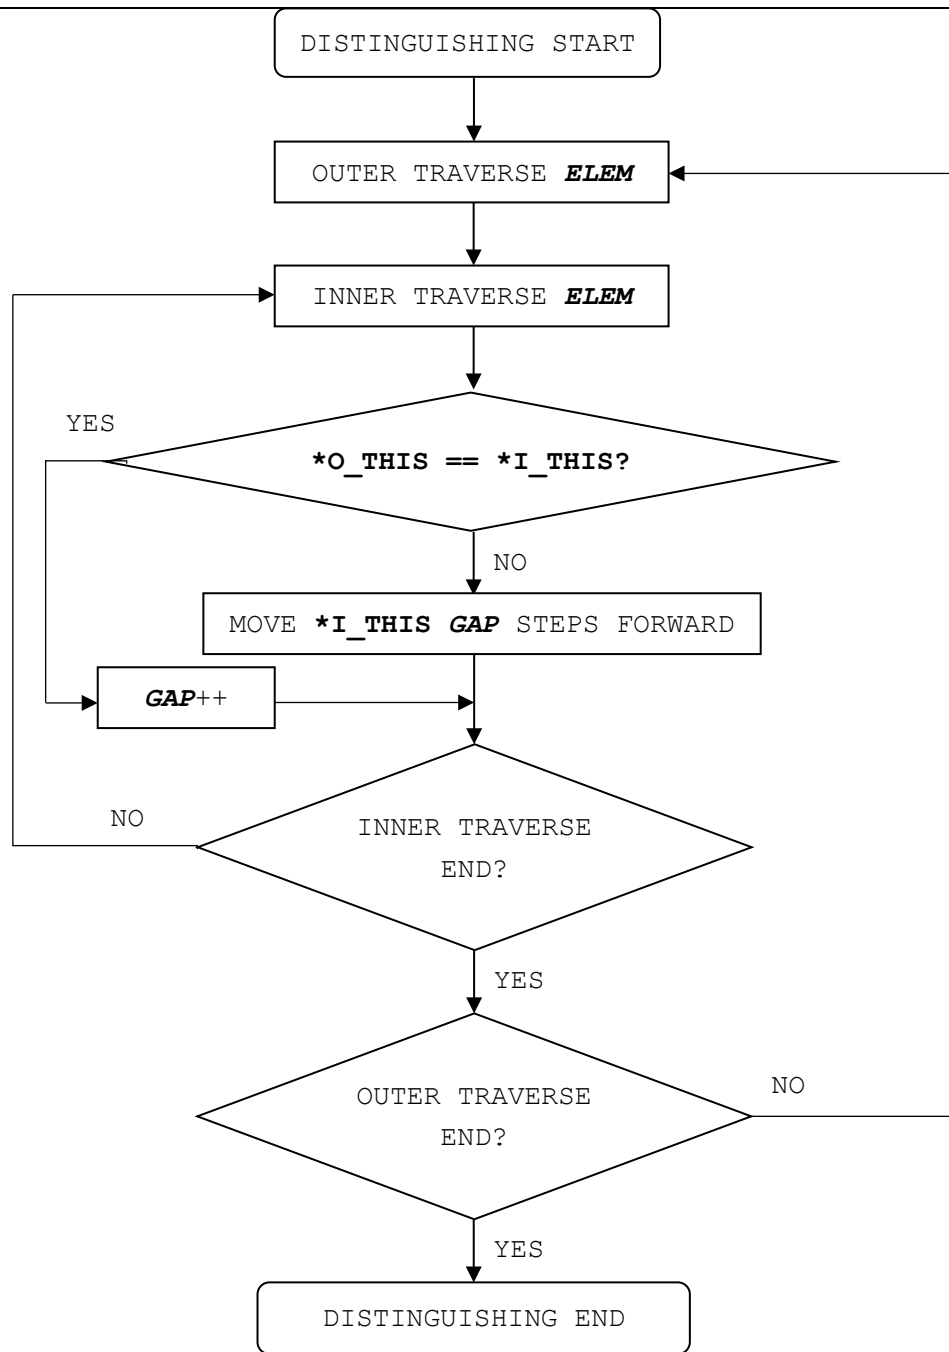 DISTINGUISHING START
OUTER TRAVERSE ELEM
INNER TRAVERSE ELEM
YES
*O_THIS == *I_THIS?
NO
MOVE *I_THIS GAP STEPS FORWARD
GAP++
NO
INNER TRAVERSE
END?
YES
OUTER TRAVERSE
END?
NO
YES
DISTINGUISHING END